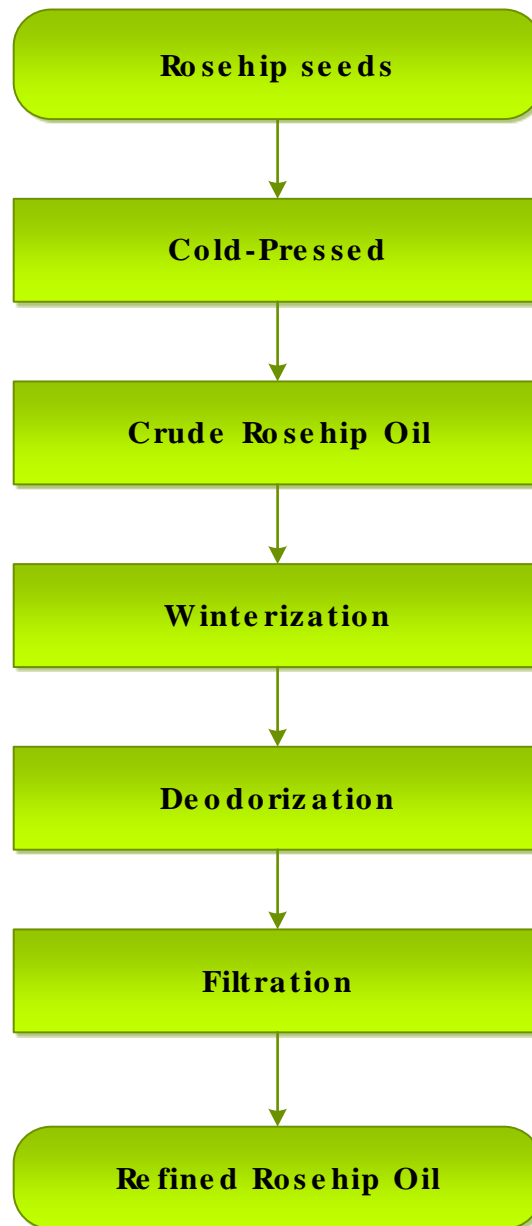 Rosehip seeds
Cold-Pressed
Crude Rosehip Oil
Winterization
Deodorization
Filtration
Refined Rosehip Oil